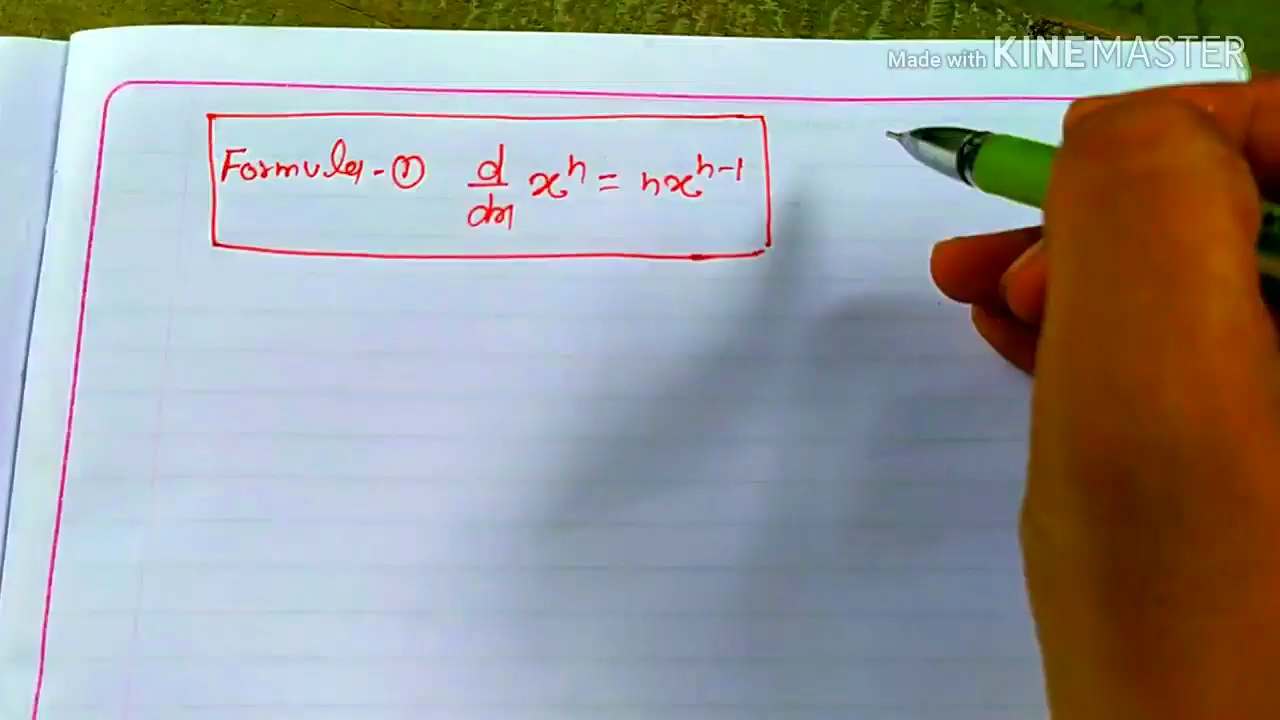 Made with KINEMASTER
Formula - ① d/dx xⁿ = nxⁿ⁻¹